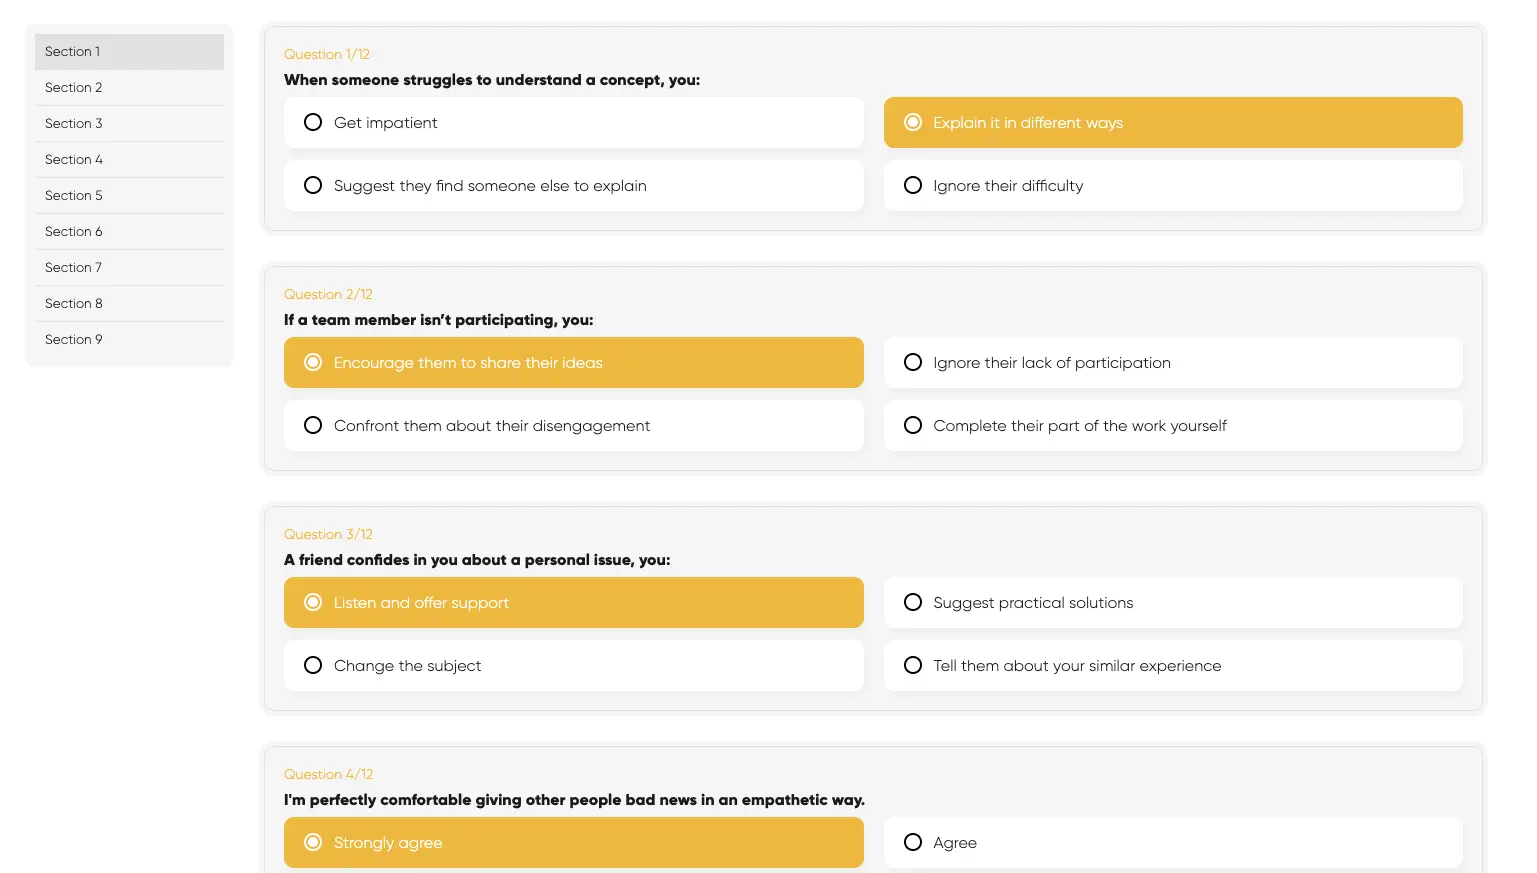 Section 1
Section 2
Section 3
Section 4
Section 5
Section 6
Section 7
Section 8
Section 9
Question 1/12
When someone struggles to understand a concept, you:
Get impatient
Explain it in different ways
Suggest they find someone else to explain
Ignore their difficulty
Question 2/12
If a team member isn’t participating, you:
Encourage them to share their ideas
Ignore their lack of participation
Confront them about their disengagement
Complete their part of the work yourself
Question 3/12
A friend confides in you about a personal issue, you:
Listen and offer support
Suggest practical solutions
Change the subject
Tell them about your similar experience
Question 4/12
I'm perfectly comfortable giving other people bad news in an empathetic way.
Strongly agree
Agree